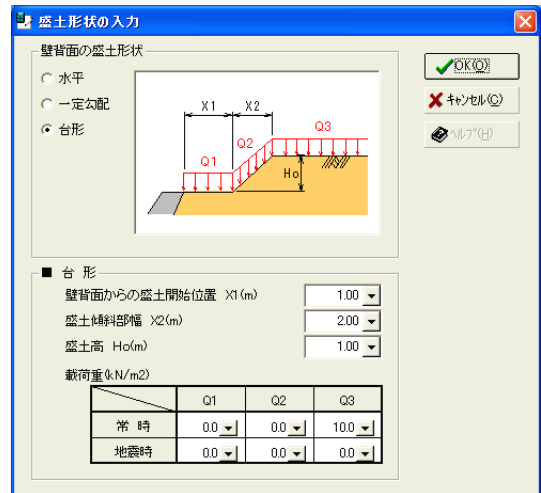 盛土形状の入力
壁背面の盛土形状
水平
一定勾配
台形
X1 X2
Q1 Q2 Q3
Ho
OK(O)
キャンセル(C)
ヘルプ(H)
■ 台 形
壁背面からの盛土開始位置 X1(m) 1.00
盛土傾斜部幅 X2(m) 2.00
盛土高 Ho(m) 1.00
載荷重(kN/m2)
Q1 Q2 Q3
常 時 0.0 0.0 10.0
地震時 0.0 0.0 0.0